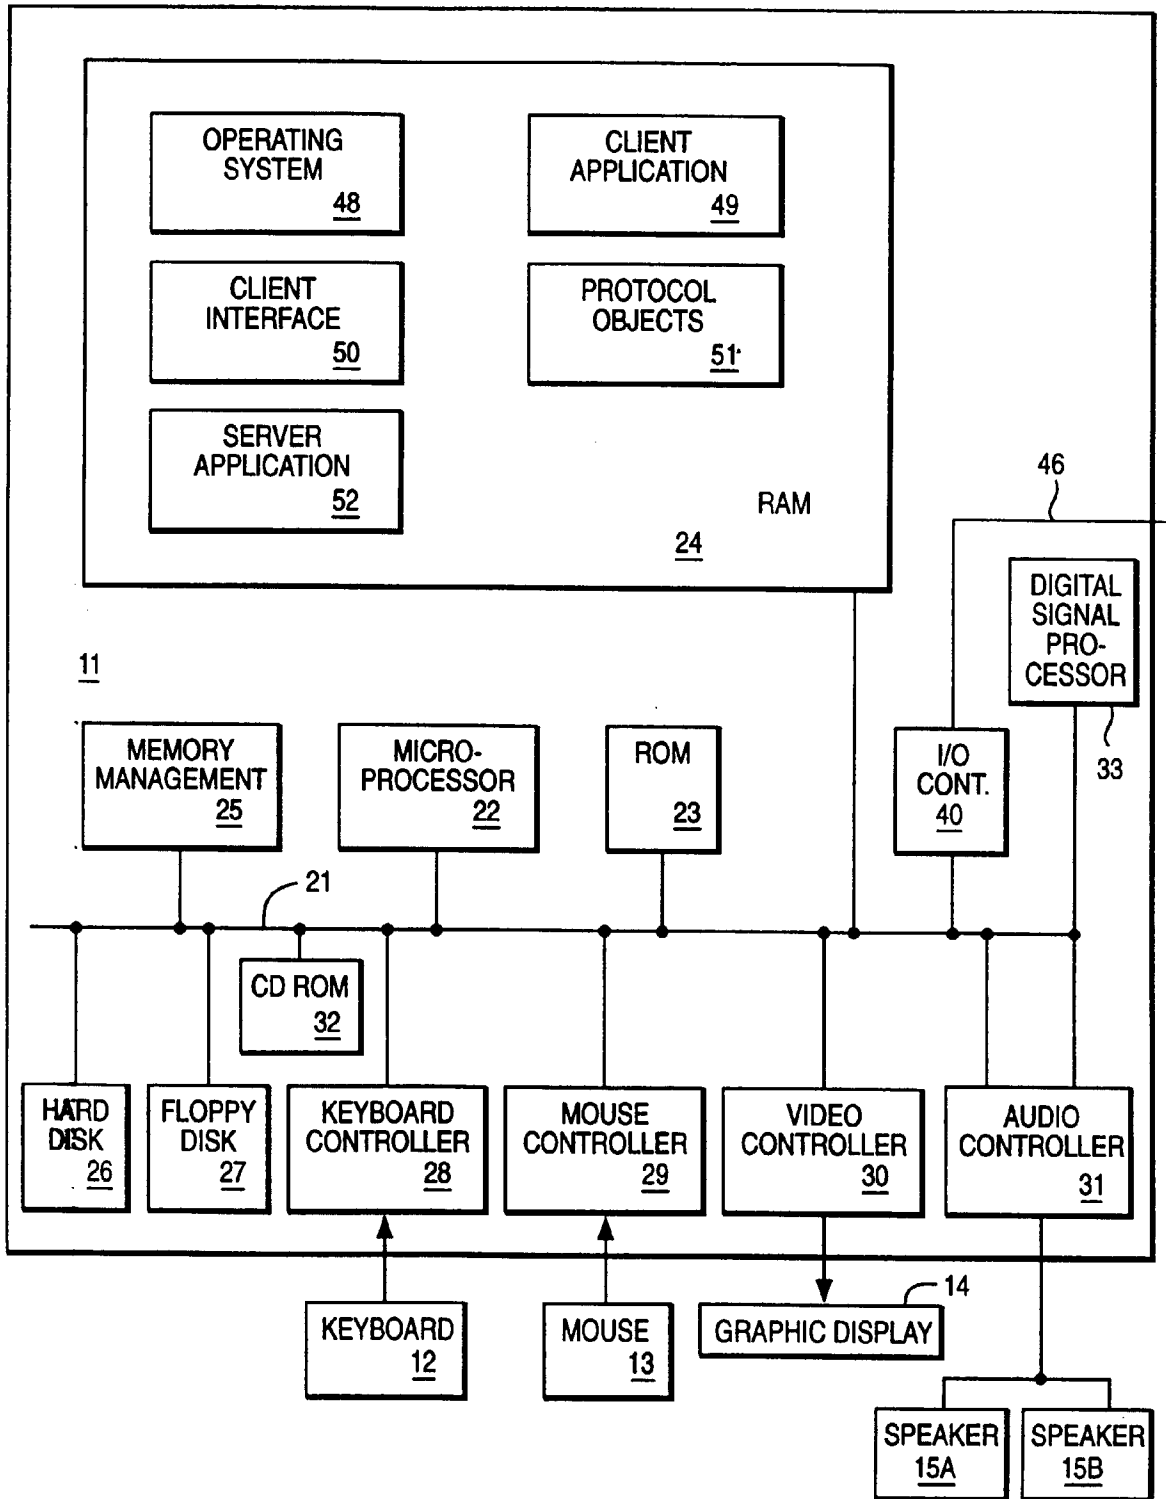 OPERATING
SYSTEM
48
CLIENT
APPLICATION
49
CLIENT
INTERFACE
50
PROTOCOL
OBJECTS
51
SERVER
APPLICATION
52
RAM
24
46
DIGITAL
SIGNAL
PRO-
CESSOR
33
11
MEMORY
MANAGEMENT
25
MICRO-
PROCESSOR
22
ROM
23
I/O
CONT.
40
21
CD ROM
32
HARD
DISK
26
FLOPPY
DISK
27
KEYBOARD
CONTROLLER
28
MOUSE
CONTROLLER
29
VIDEO
CONTROLLER
30
AUDIO
CONTROLLER
31
KEYBOARD
12
MOUSE
13
14
GRAPHIC DISPLAY
SPEAKER
15A
SPEAKER
15B